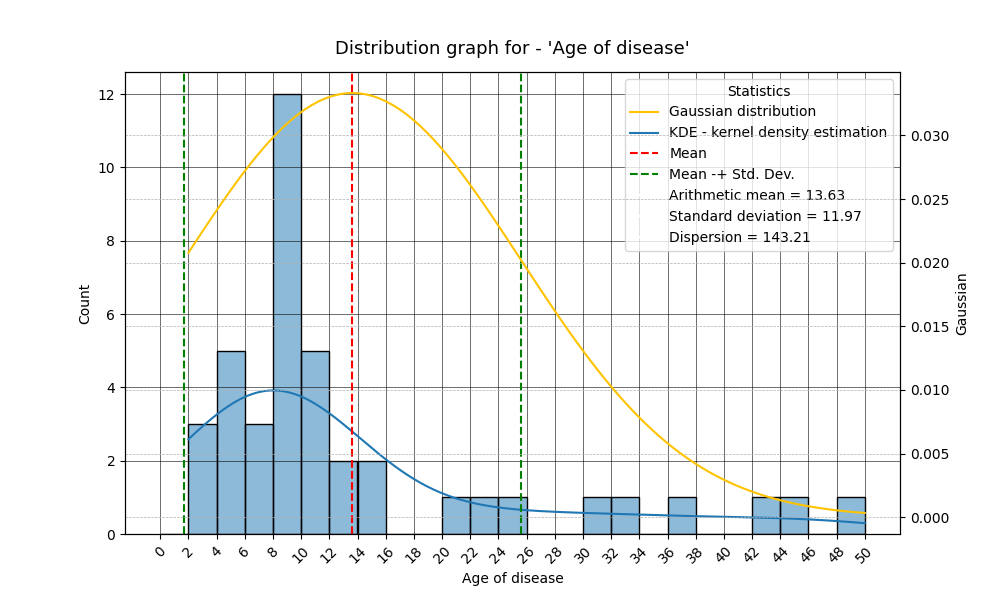 Distribution graph for - 'Age of disease'
Statistics
Gaussian distribution
KDE - kernel density estimation
Mean
Mean -+ Std. Dev.
Arithmetic mean = 13.63
Standard deviation = 11.97
Dispersion = 143.21
12
10
8
6
4
2
0
Count
0.030
0.025
0.020
0.015
0.010
0.005
0.000
Gaussian
0 2 4 6 8 10 12 14 16 18 20 22 24 26 28 30 32 34 36 38 40 42 44 46 48 50
Age of disease